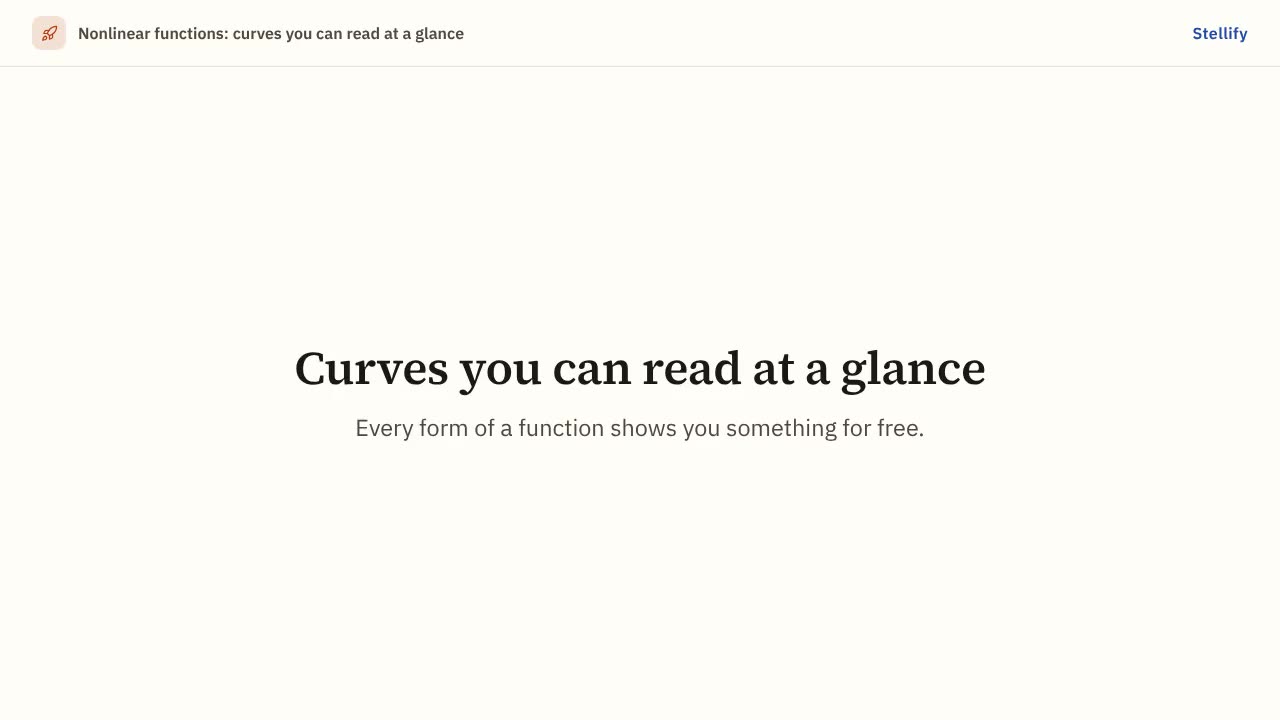 Nonlinear functions: curves you can read at a glance
Stellify
Curves you can read at a glance
Every form of a function shows you something for free.